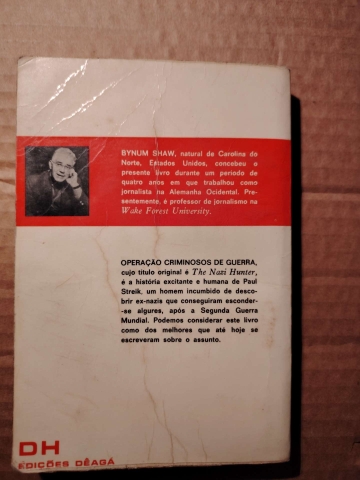 BYNUM SHAW, natural de Carolina do
Norte, Estados Unidos, concebeu o
presente livro durante um período de
quatro anos em que trabalhou como
jornalista na Alemanha Ocidental. Pre-
sentemente, é professor de jornalismo na
Wake Forest University.
OPERAÇÃO CRIMINOSOS DE GUERRA,
cujo título original é The Nazi Hunter,
é a história excitante e humana de Paul
Streik, um homem incumbido de desco-
brir ex-nazis que conseguiram esconder-
-se algures, após a Segunda Guerra
Mundial. Podemos considerar este livro
como dos melhores que até hoje se
escreveram sobre o assunto.
DH
EDIÇÕES DÊAGÁ